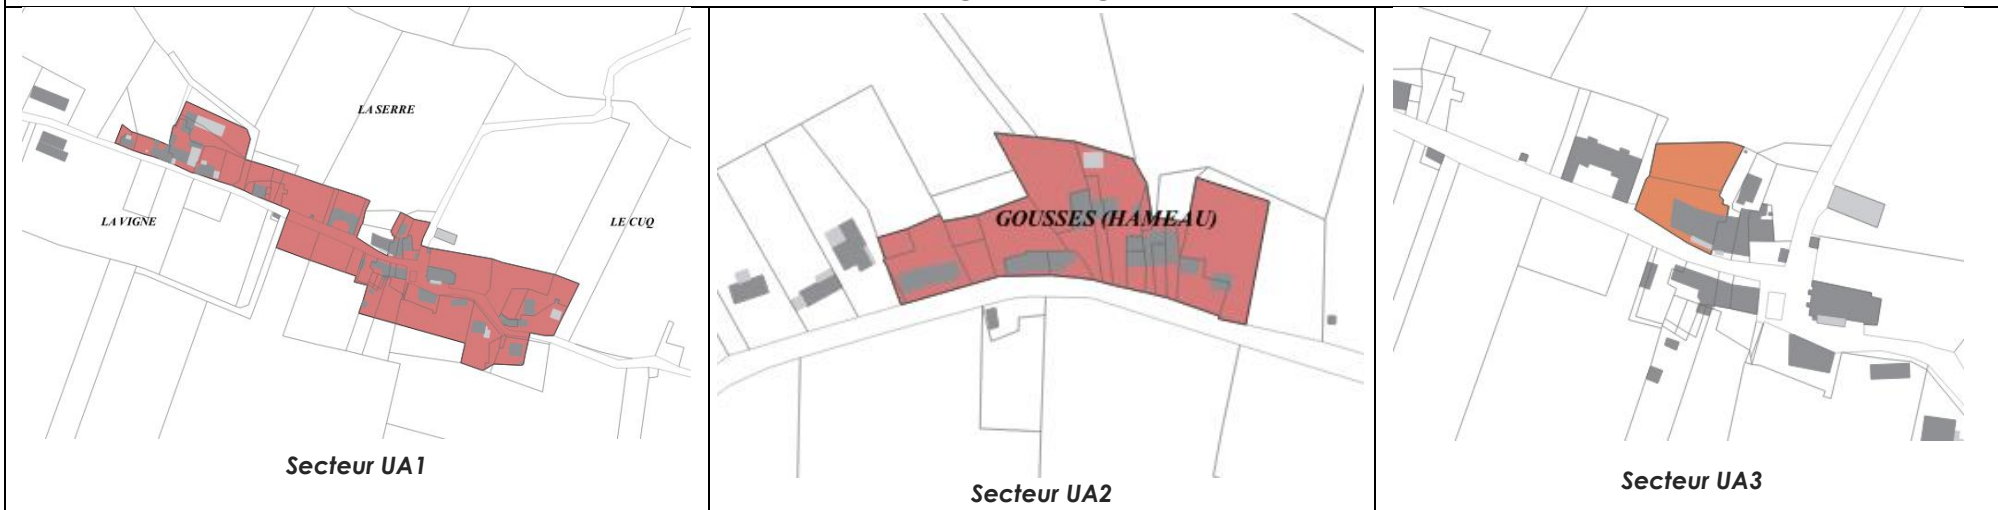 LA SERRE
LA VIGNE
LE CUQ
Secteur UA1
GOUSSES (HAMEAU)
Secteur UA2
Secteur UA3